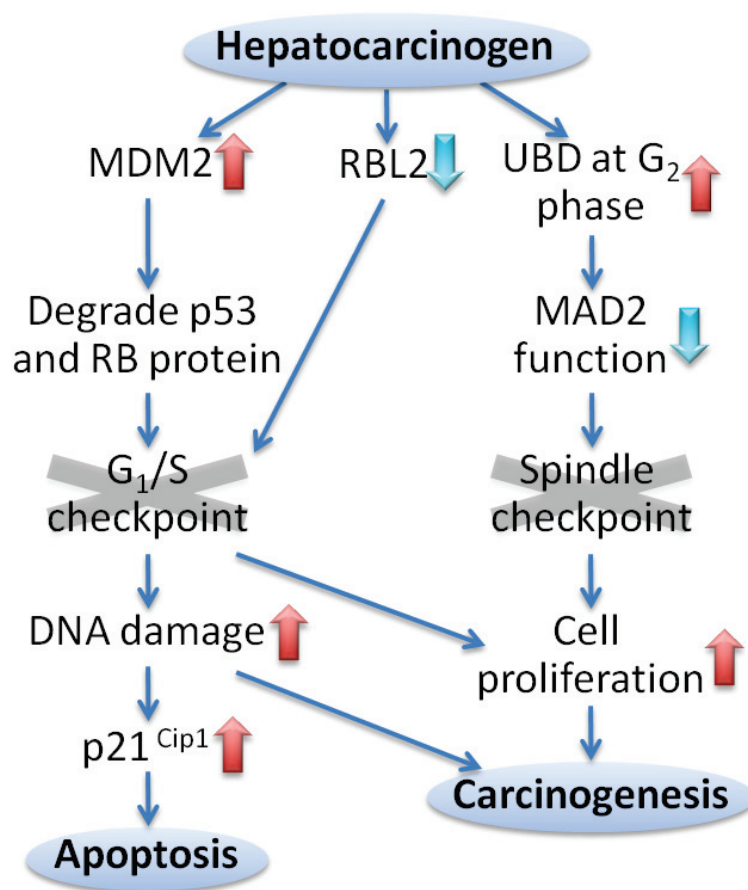 Hepatocarcinogen
MDM2
RBL2
UBD at G₂
phase
Degrade p53
and RB protein
MAD2
function
G₁/S
checkpoint
Spindle
checkpoint
DNA damage
Cell
proliferation
p21 Cip1
Carcinogenesis
Apoptosis